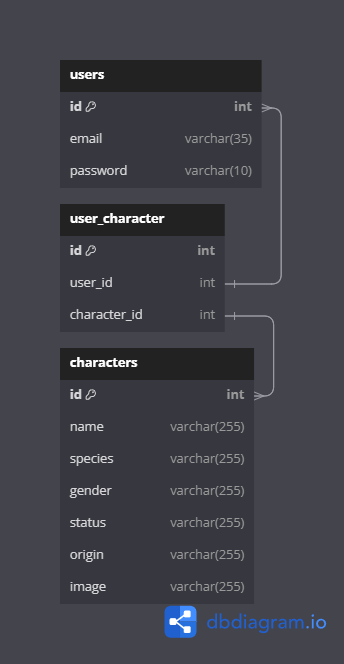 users
id int
email varchar(35)
password varchar(10)
user_character
id int
user_id int
character_id int
characters
id int
name varchar(255)
species varchar(255)
gender varchar(255)
status varchar(255)
origin varchar(255)
image varchar(255)
dbdiagram.io